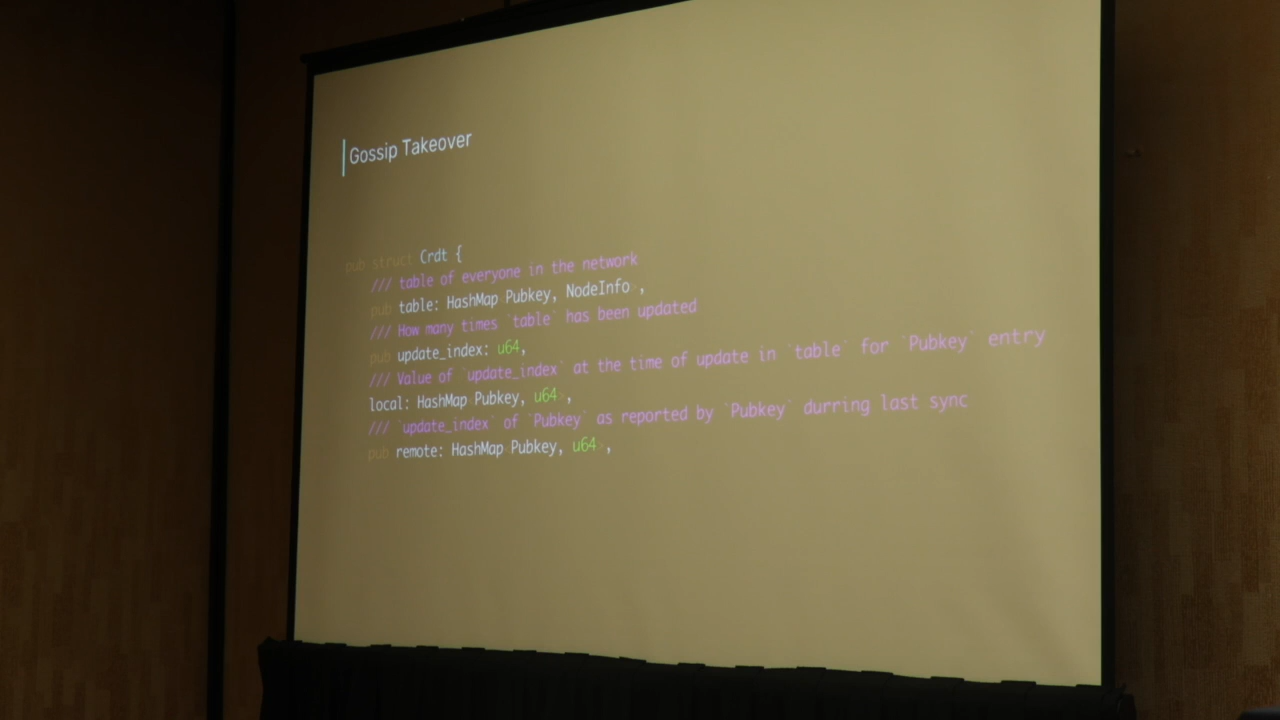 Gossip Takeover
pub struct Crdt {
/// table of everyone in the network
pub table: HashMap Pubkey, NodeInfo ,
/// How many times `table` has been updated
pub update_index: u64,
/// Value of `update_index` at the time of update in `table` for `Pubkey` entry
local: HashMap Pubkey, u64 ,
/// `update_index` of `Pubkey` as reported by `Pubkey` durring last sync
pub remote: HashMap Pubkey, u64 ,